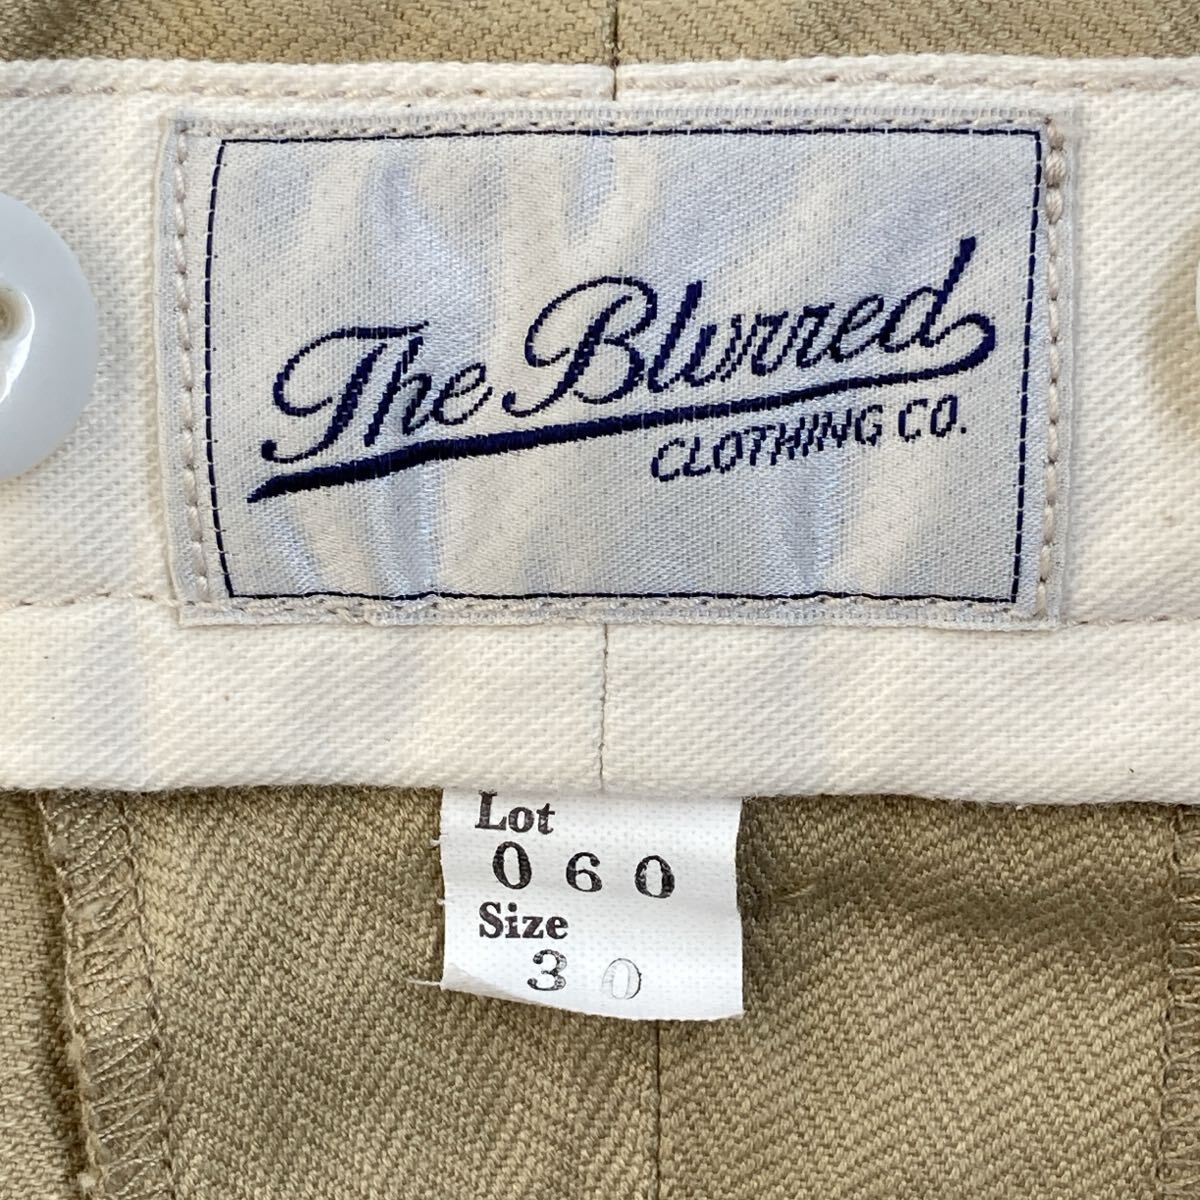 The Blurred
CLOTHING CO.
Lot
060
Size
30